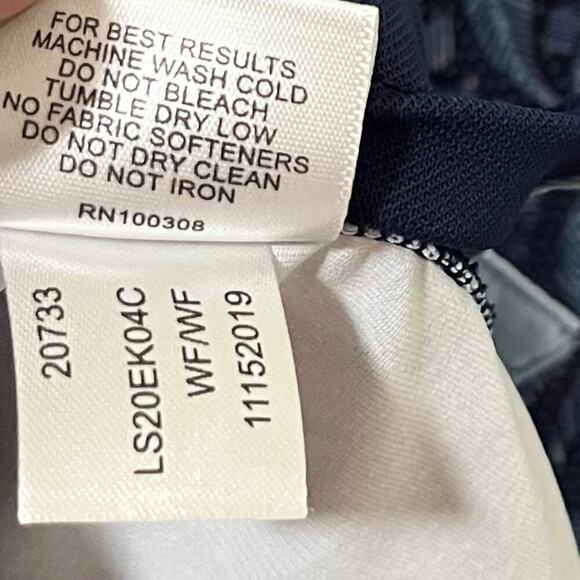 FOR BEST RESULTS
MACHINE WASH COLD
DO NOT BLEACH
TUMBLE DRY LOW
NO FABRIC SOFTENERS
DO NOT DRY CLEAN
DO NOT IRON
RN100308
20733
LS20EK04C
WF/WF
11152019